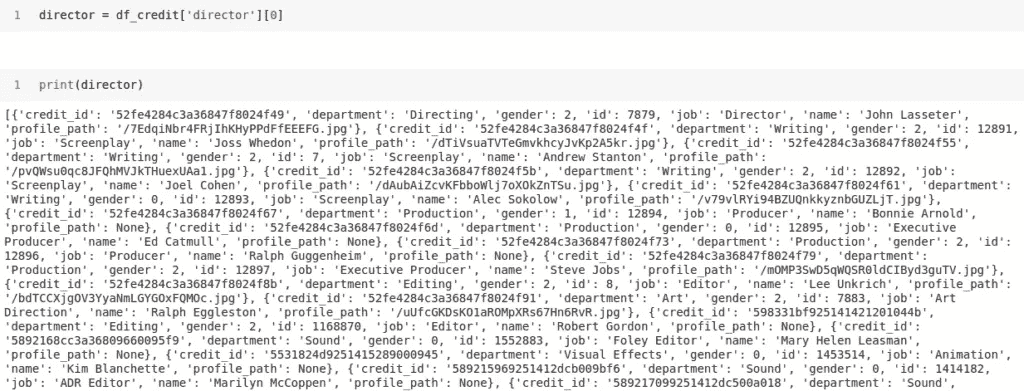 1 director = df_credit['director'][0]
1 print(director)
[{'credit_id': '52fe4284c3a36847f8024f49', 'department': 'Directing', 'gender': 2, 'id': 7879, 'job': 'Director', 'name': 'John Lasseter',
'profile_path': '/7EdqiNbr4FRjIhKHyPPdFfEEEFG.jpg'}, {'credit_id': '52fe4284c3a36847f8024f4f', 'department': 'Writing', 'gender': 2, 'id': 12891,
'job': 'Screenplay', 'name': 'Joss Whedon', 'profile_path': '/dTiVsuaTVTeGmvkhcyJvKp2A5kr.jpg'}, {'credit_id': '52fe4284c3a36847f8024f55',
'department': 'Writing', 'gender': 2, 'id': 7, 'job': 'Screenplay', 'name': 'Andrew Stanton', 'profile_path':
'/pvQWsu0qc8JFQhMVJkTHuexUAa1.jpg'}, {'credit_id': '52fe4284c3a36847f8024f5b', 'department': 'Writing', 'gender': 2, 'id': 12892, 'job':
'Screenplay', 'name': 'Joel Cohen', 'profile_path': '/dAubAiZcvKFbboWlj7oXOkZnTSu.jpg'}, {'credit_id': '52fe4284c3a36847f8024f61', 'department':
'Writing', 'gender': 0, 'id': 12893, 'job': 'Screenplay', 'name': 'Alec Sokolow', 'profile_path': '/v79vlRYi94BZUQnkkyznbGUZLjT.jpg'},
{'credit_id': '52fe4284c3a36847f8024f67', 'department': 'Production', 'gender': 1, 'id': 12894, 'job': 'Producer', 'name': 'Bonnie Arnold',
'profile_path': None}, {'credit_id': '52fe4284c3a36847f8024f6d', 'department': 'Production', 'gender': 0, 'id': 12895, 'job': 'Executive
Producer', 'name': 'Ed Catmull', 'profile_path': None}, {'credit_id': '52fe4284c3a36847f8024f73', 'department': 'Production', 'gender': 2, 'id':
12896, 'job': 'Producer', 'name': 'Ralph Guggenheim', 'profile_path': None}, {'credit_id': '52fe4284c3a36847f8024f79', 'department':
'Production', 'gender': 2, 'id': 12897, 'job': 'Executive Producer', 'name': 'Steve Jobs', 'profile_path': '/mOMP3SwD5qWQSR0ldCIByd3guTV.jpg'},
{'credit_id': '52fe4284c3a36847f8024f8b', 'department': 'Editing', 'gender': 2, 'id': 8, 'job': 'Editor', 'name': 'Lee Unkrich', 'profile_path':
'/bdTCCXjgOV3YyaNmLGYGOxFQMOc.jpg'}, {'credit_id': '52fe4284c3a36847f8024f91', 'department': 'Art', 'gender': 2, 'id': 7883, 'job': 'Art
Direction', 'name': 'Ralph Eggleston', 'profile_path': '/uUfcGKDsKO1aROMpXRs67Hn6RvR.jpg'}, {'credit_id': '598331bf925141421201044b',
'department': 'Editing', 'gender': 2, 'id': 1168870, 'job': 'Editor', 'name': 'Robert Gordon', 'profile_path': None}, {'credit_id':
'5892168cc3a36809660095f9', 'department': 'Sound', 'gender': 0, 'id': 1552883, 'job': 'Foley Editor', 'name': 'Mary Helen Leasman',
'profile_path': None}, {'credit_id': '5531824d9251415289000945', 'department': 'Visual Effects', 'gender': 0, 'id': 1453514, 'job': 'Animation',
'name': 'Kim Blanchette', 'profile_path': None}, {'credit_id': '589215969251412dcb009bf6', 'department': 'Sound', 'gender': 0, 'id': 1414182,
'job': 'ADR Editor', 'name': 'Marilyn McCoppen', 'profile_path': None}, {'credit_id': '589217099251412dc500a018', 'department': 'Sound',